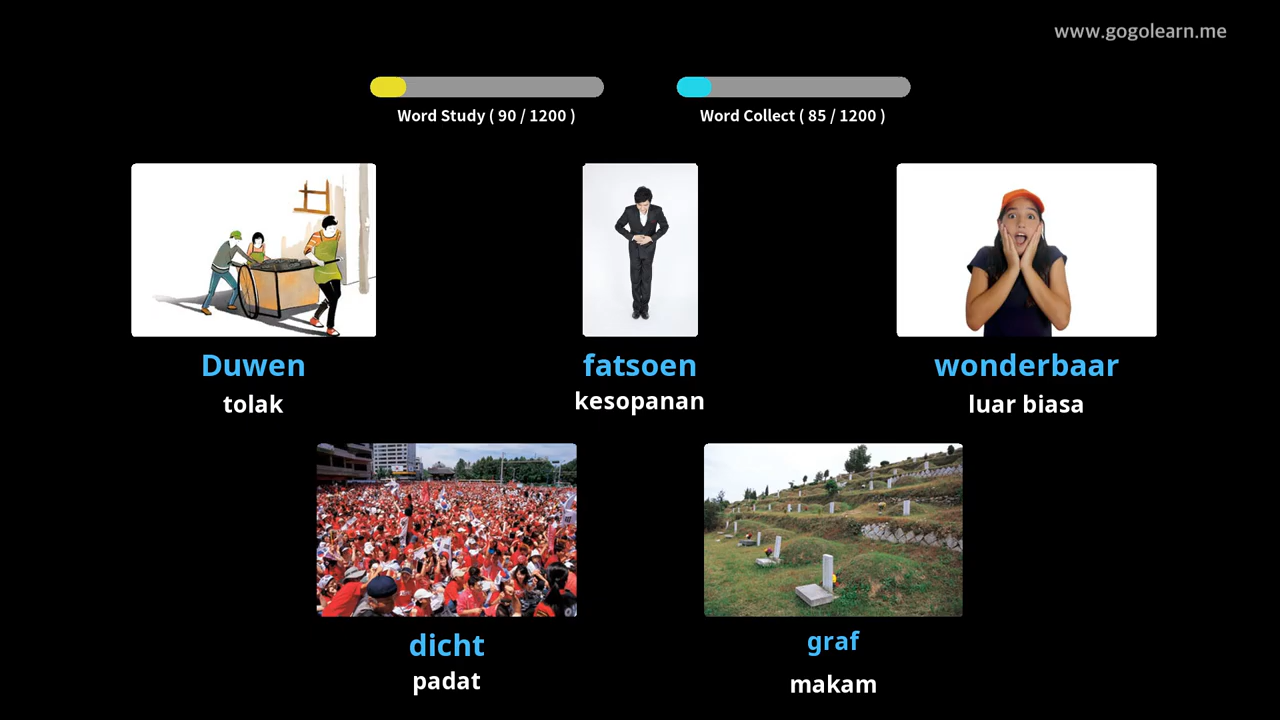 www.gogolearn.me
Word Study ( 90 / 1200 )
Word Collect ( 85 / 1200 )
Duwen
tolak
fatsoen
kesopanan
wonderbaar
luar biasa
dicht
padat
graf
makam